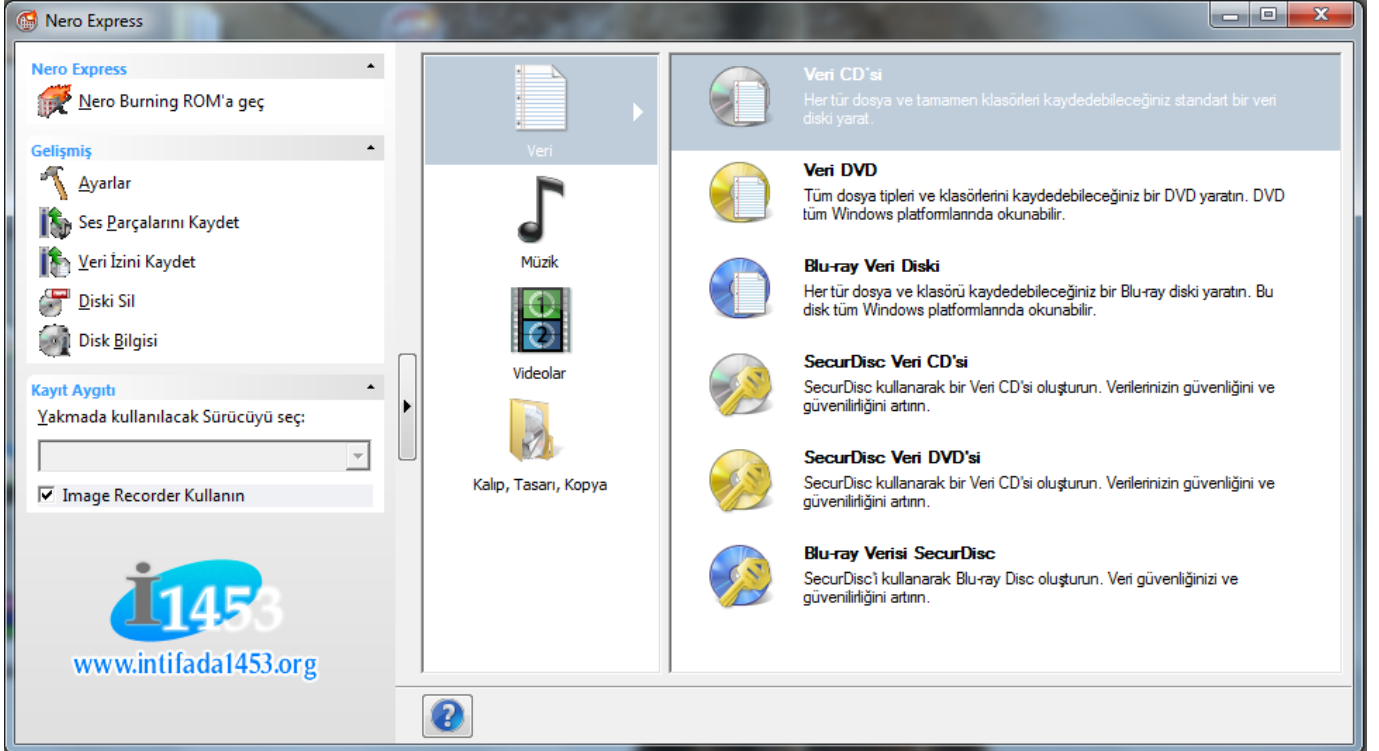 Nero Express
Nero Express
Nero Burning ROM'a geç
Gelişmiş
Ayarlar
Ses Parçalarını Kaydet
Veri İzini Kaydet
Diski Sil
Disk Bilgisi
Kayıt Aygıtı
Yakmada kullanılacak Sürücüyü seç:
Image Recorder Kullanın
i1453
www.intifada1453.org
Veri
Müzik
1
2
Videolar
Kalıp, Tasarı, Kopya
Veri CD'si
Her tür dosya ve tamamen klasörleri kaydedebileceğiniz standart bir veri
diski yarat.
Veri DVD
Tüm dosya tipleri ve klasörlerini kaydedebileceğiniz bir DVD yaratın. DVD
tüm Windows platformlarında okunabilir.
Blu-ray Veri Diski
Her tür dosya ve klasörü kaydedebileceğiniz bir Blu-ray diski yaratın. Bu
disk tüm Windows platformlarında okunabilir.
SecurDisc Veri CD'si
SecurDisc kullanarak bir Veri CD'si oluşturun. Verilerinizin güvenliğini ve
güvenilirliğini artırın.
SecurDisc Veri DVD'si
SecurDisc kullanarak bir Veri CD'si oluşturun. Verilerinizin güvenliğini ve
güvenilirliğini artırın.
Blu-ray Verisi SecurDisc
SecurDisc'i kullanarak Blu-ray Disc oluşturun. Veri güvenliğinizi ve
güvenilirliğini artırın.
?